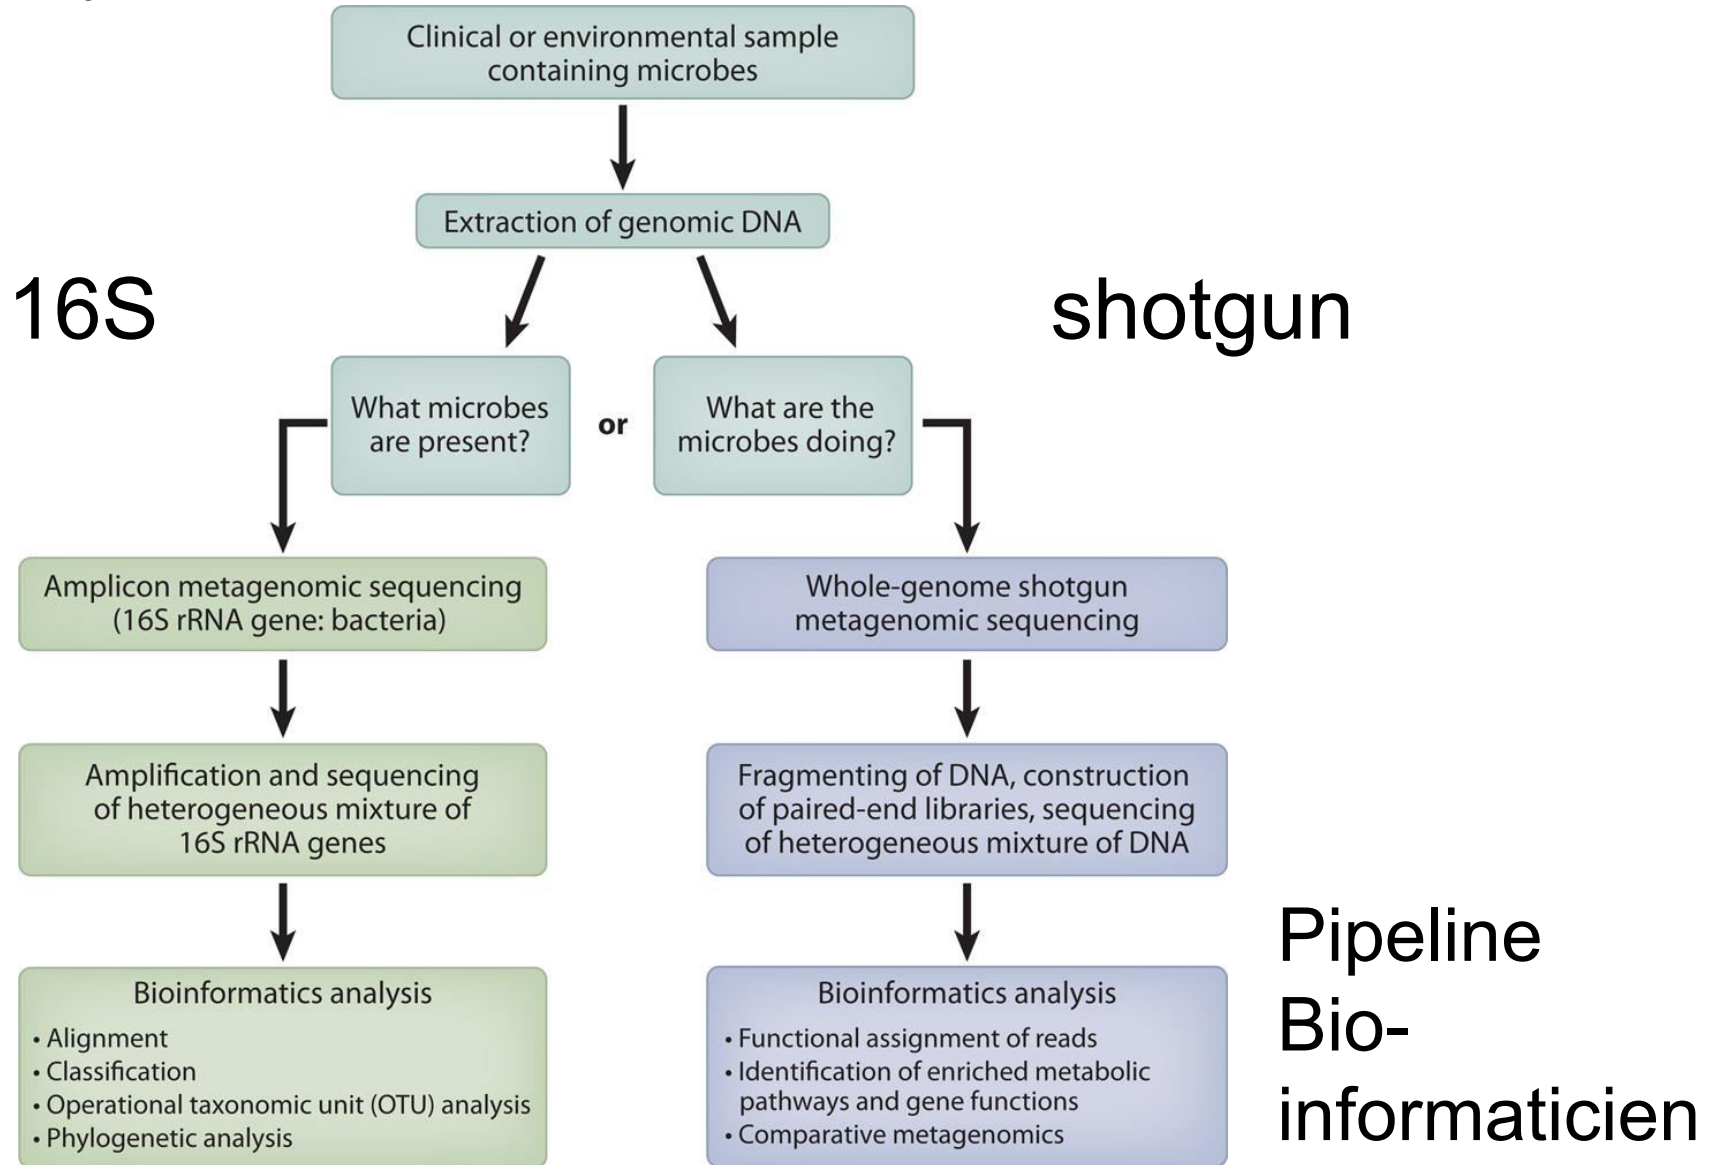 Clinical or environmental sample
containing microbes
Extraction of genomic DNA
16S
shotgun
What microbes
are present?
or
What are the
microbes doing?
Amplicon metagenomic sequencing
(16S rRNA gene: bacteria)
Whole-genome shotgun
metagenomic sequencing
Amplification and sequencing
of heterogeneous mixture of
16S rRNA genes
Fragmenting of DNA, construction
of paired-end libraries, sequencing
of heterogeneous mixture of DNA
Bioinformatics analysis
• Alignment
• Classification
• Operational taxonomic unit (OTU) analysis
• Phylogenetic analysis
Bioinformatics analysis
• Functional assignment of reads
• Identification of enriched metabolic
pathways and gene functions
• Comparative metagenomics
Pipeline
Bio-
informaticien